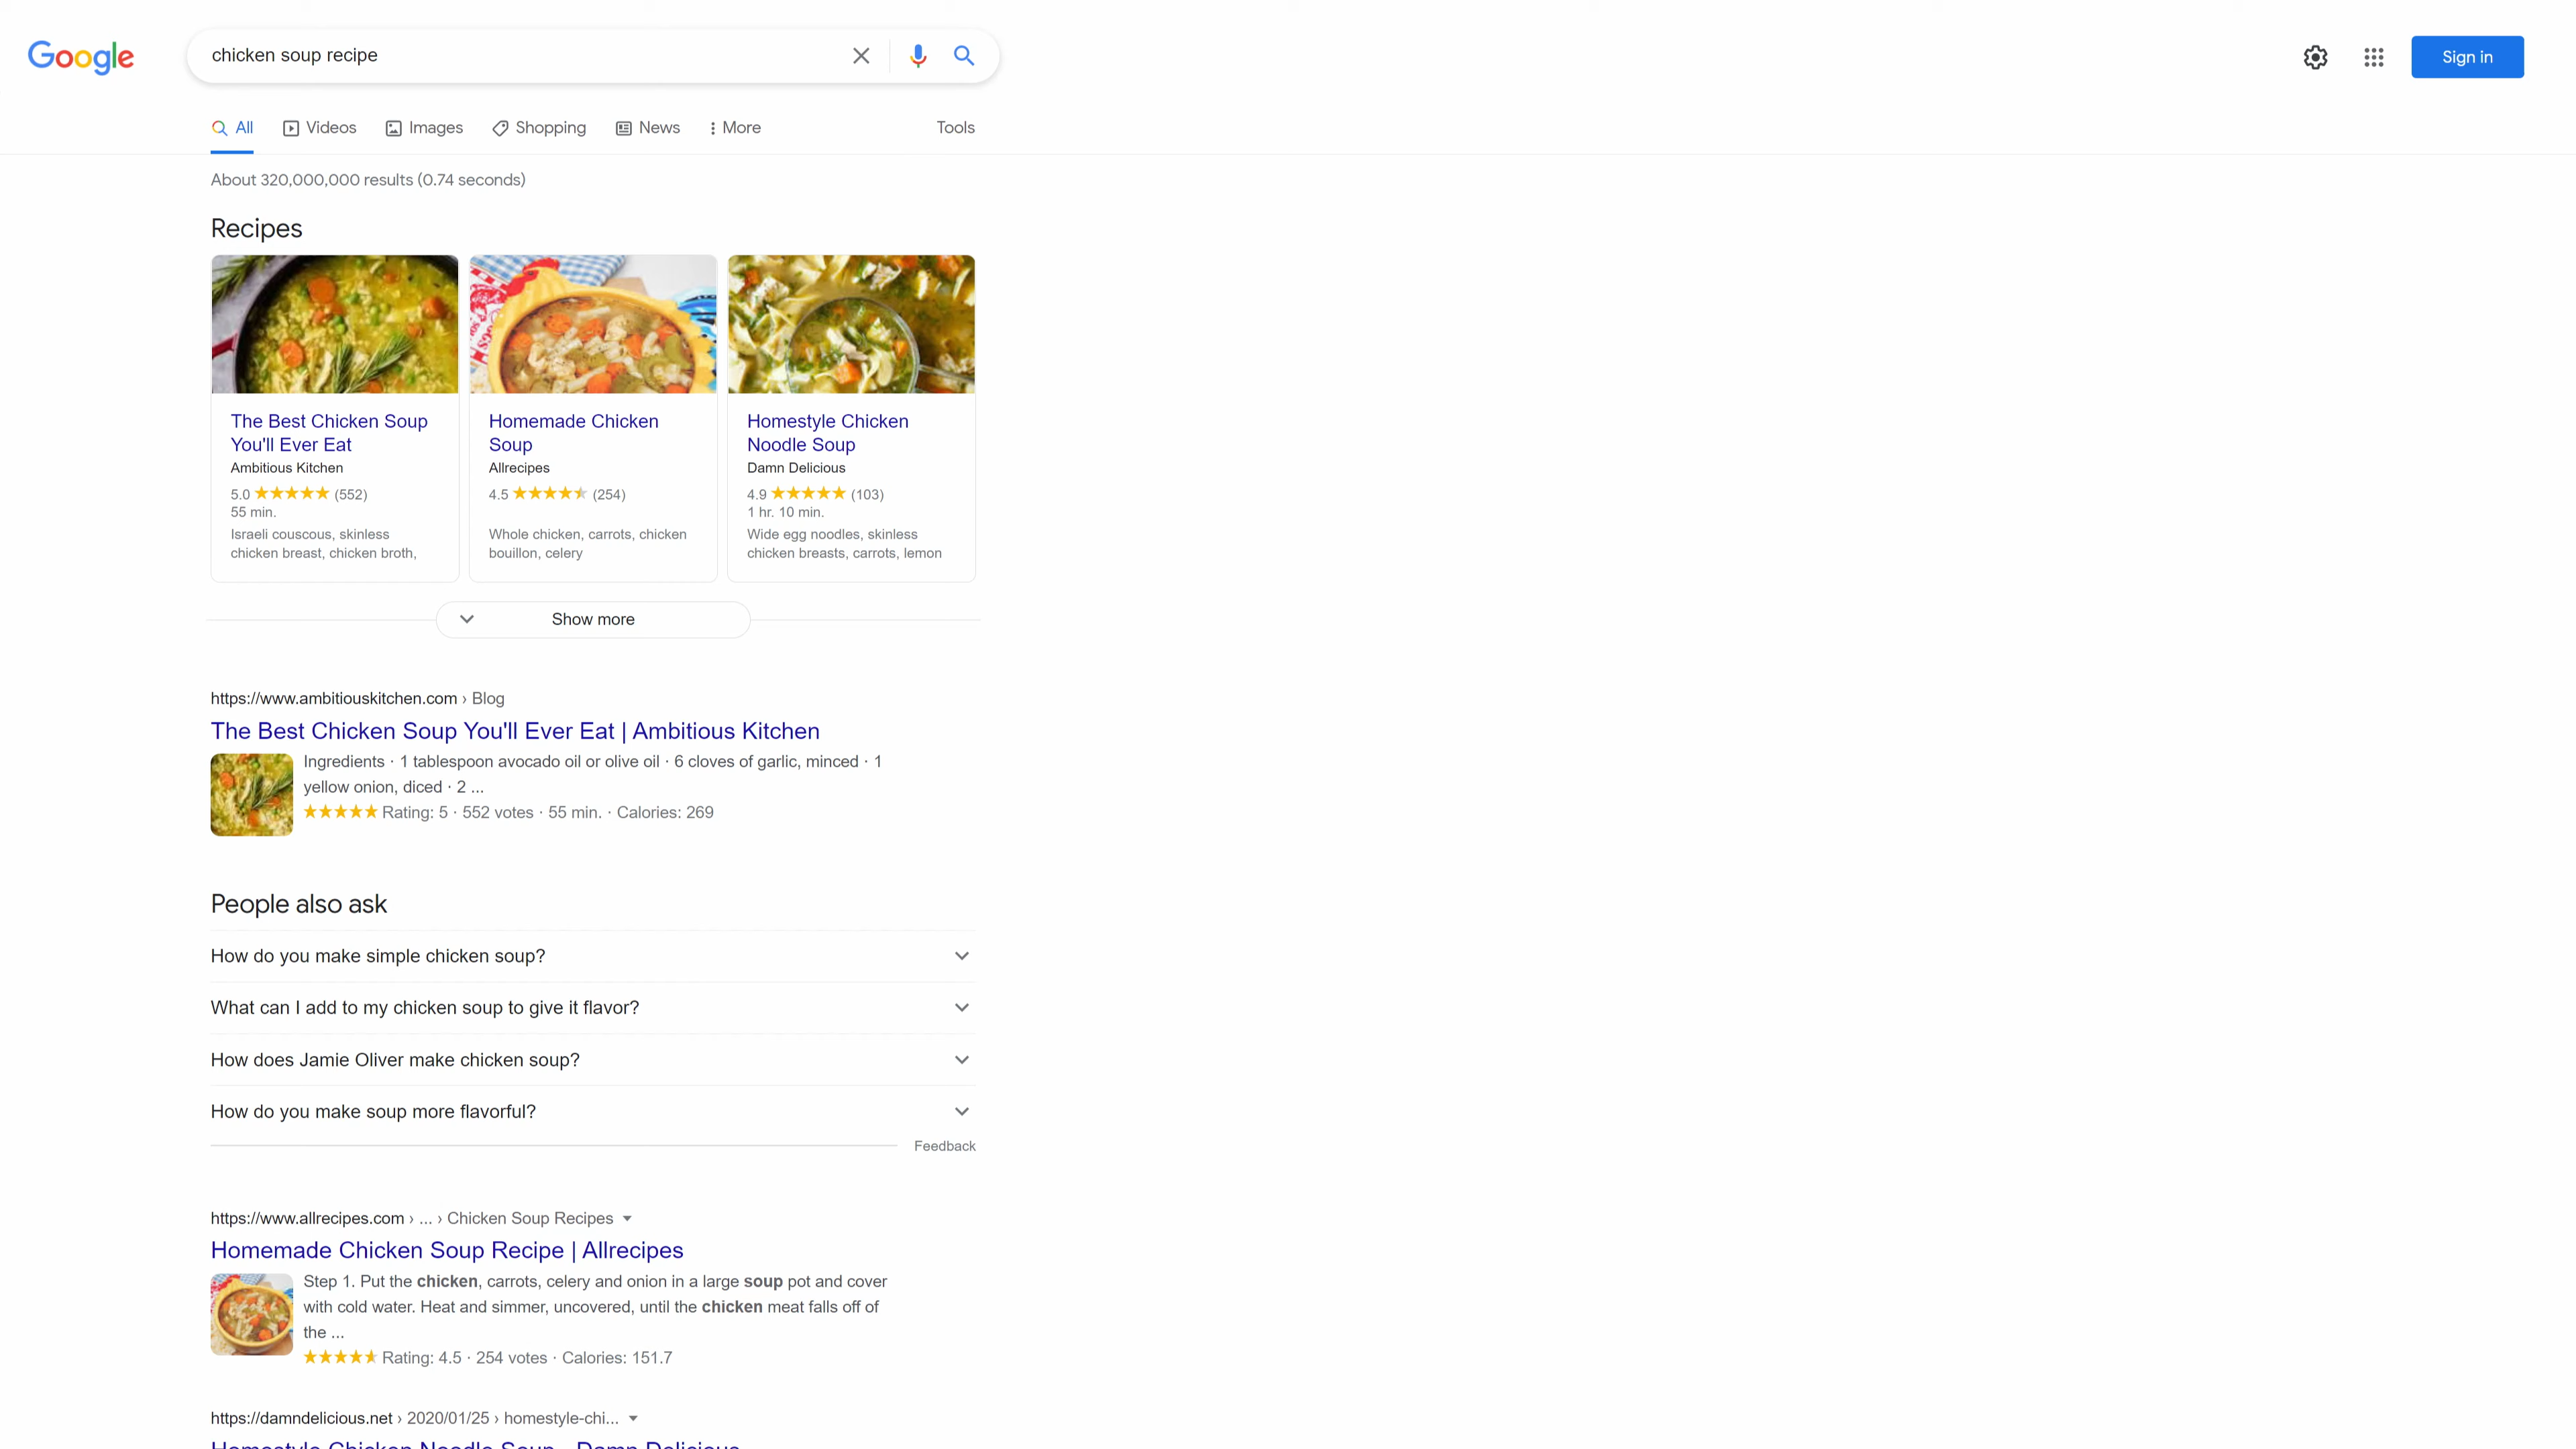 Google
chicken soup recipe
Sign in
All
Videos
Images
Shopping
News
More
Tools
About 320,000,000 results (0.74 seconds)
Recipes
The Best Chicken Soup
You'll Ever Eat
Ambitious Kitchen
5.0 ★★★★★ (552)
55 min.
Israeli couscous, skinless
chicken breast, chicken broth,
Homemade Chicken
Soup
Allrecipes
4.5 ★★★★★ (254)
Whole chicken, carrots, chicken
bouillon, celery
Homestyle Chicken
Noodle Soup
Damn Delicious
4.9 ★★★★★ (103)
1 hr. 10 min.
Wide egg noodles, skinless
chicken breasts, carrots, lemon
Show more
https://www.ambitiouskitchen.com › Blog
The Best Chicken Soup You'll Ever Eat | Ambitious Kitchen
Ingredients · 1 tablespoon avocado oil or olive oil · 6 cloves of garlic, minced · 1
yellow onion, diced · 2 ...
★★★★★ Rating: 5 · 552 votes · 55 min. · Calories: 269
People also ask
How do you make simple chicken soup?
What can I add to my chicken soup to give it flavor?
How does Jamie Oliver make chicken soup?
How do you make soup more flavorful?
Feedback
https://www.allrecipes.com › ... › Chicken Soup Recipes
Homemade Chicken Soup Recipe | Allrecipes
Step 1. Put the chicken, carrots, celery and onion in a large soup pot and cover
with cold water. Heat and simmer, uncovered, until the chicken meat falls off of
the ...
★★★★★ Rating: 4.5 · 254 votes · Calories: 151.7
https://damndelicious.net › 2020/01/25 › homestyle-chi...
Homestyle Chicken Noodle Soup - Damn Delicious